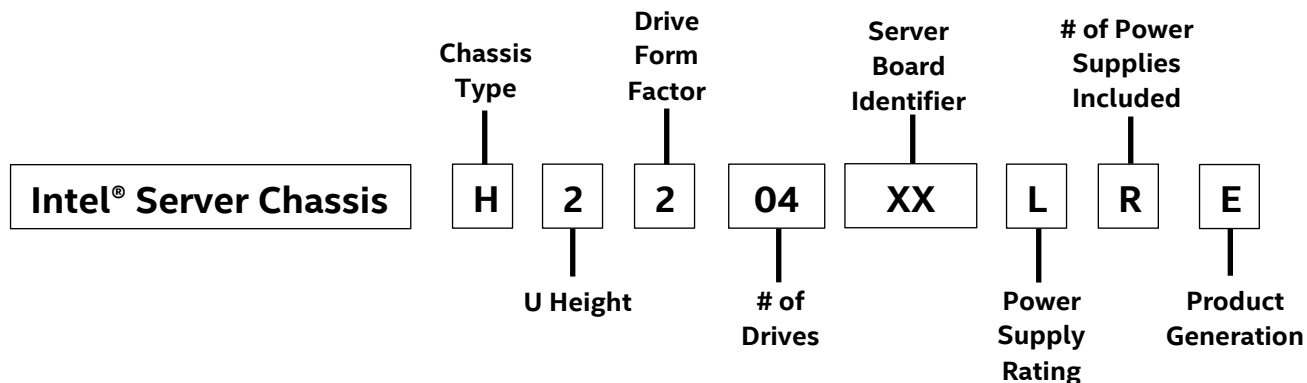 Chassis
Type
Drive
Form
Factor
Server
Board
Identifier
# of Power
Supplies
Included
Intel® Server Chassis H 2 2 04 XX L R E
U Height
# of
Drives
Power
Supply
Rating
Product
Generation